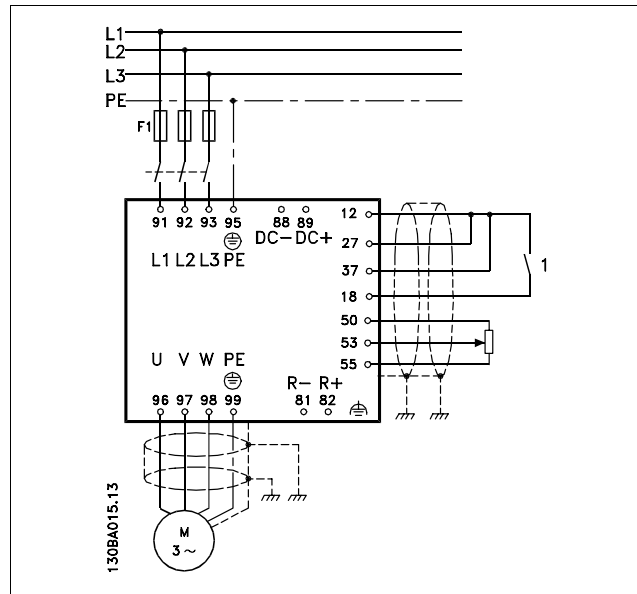 L1
L2
L3
PE
F1
91 92 93 95 88 89
DC- DC+
L1 L2 L3 PE
12
27
37
18
50
53
55
1
U V W PE
R- R+
96 97 98 99 81 82
M
3 ~
130BA015.13